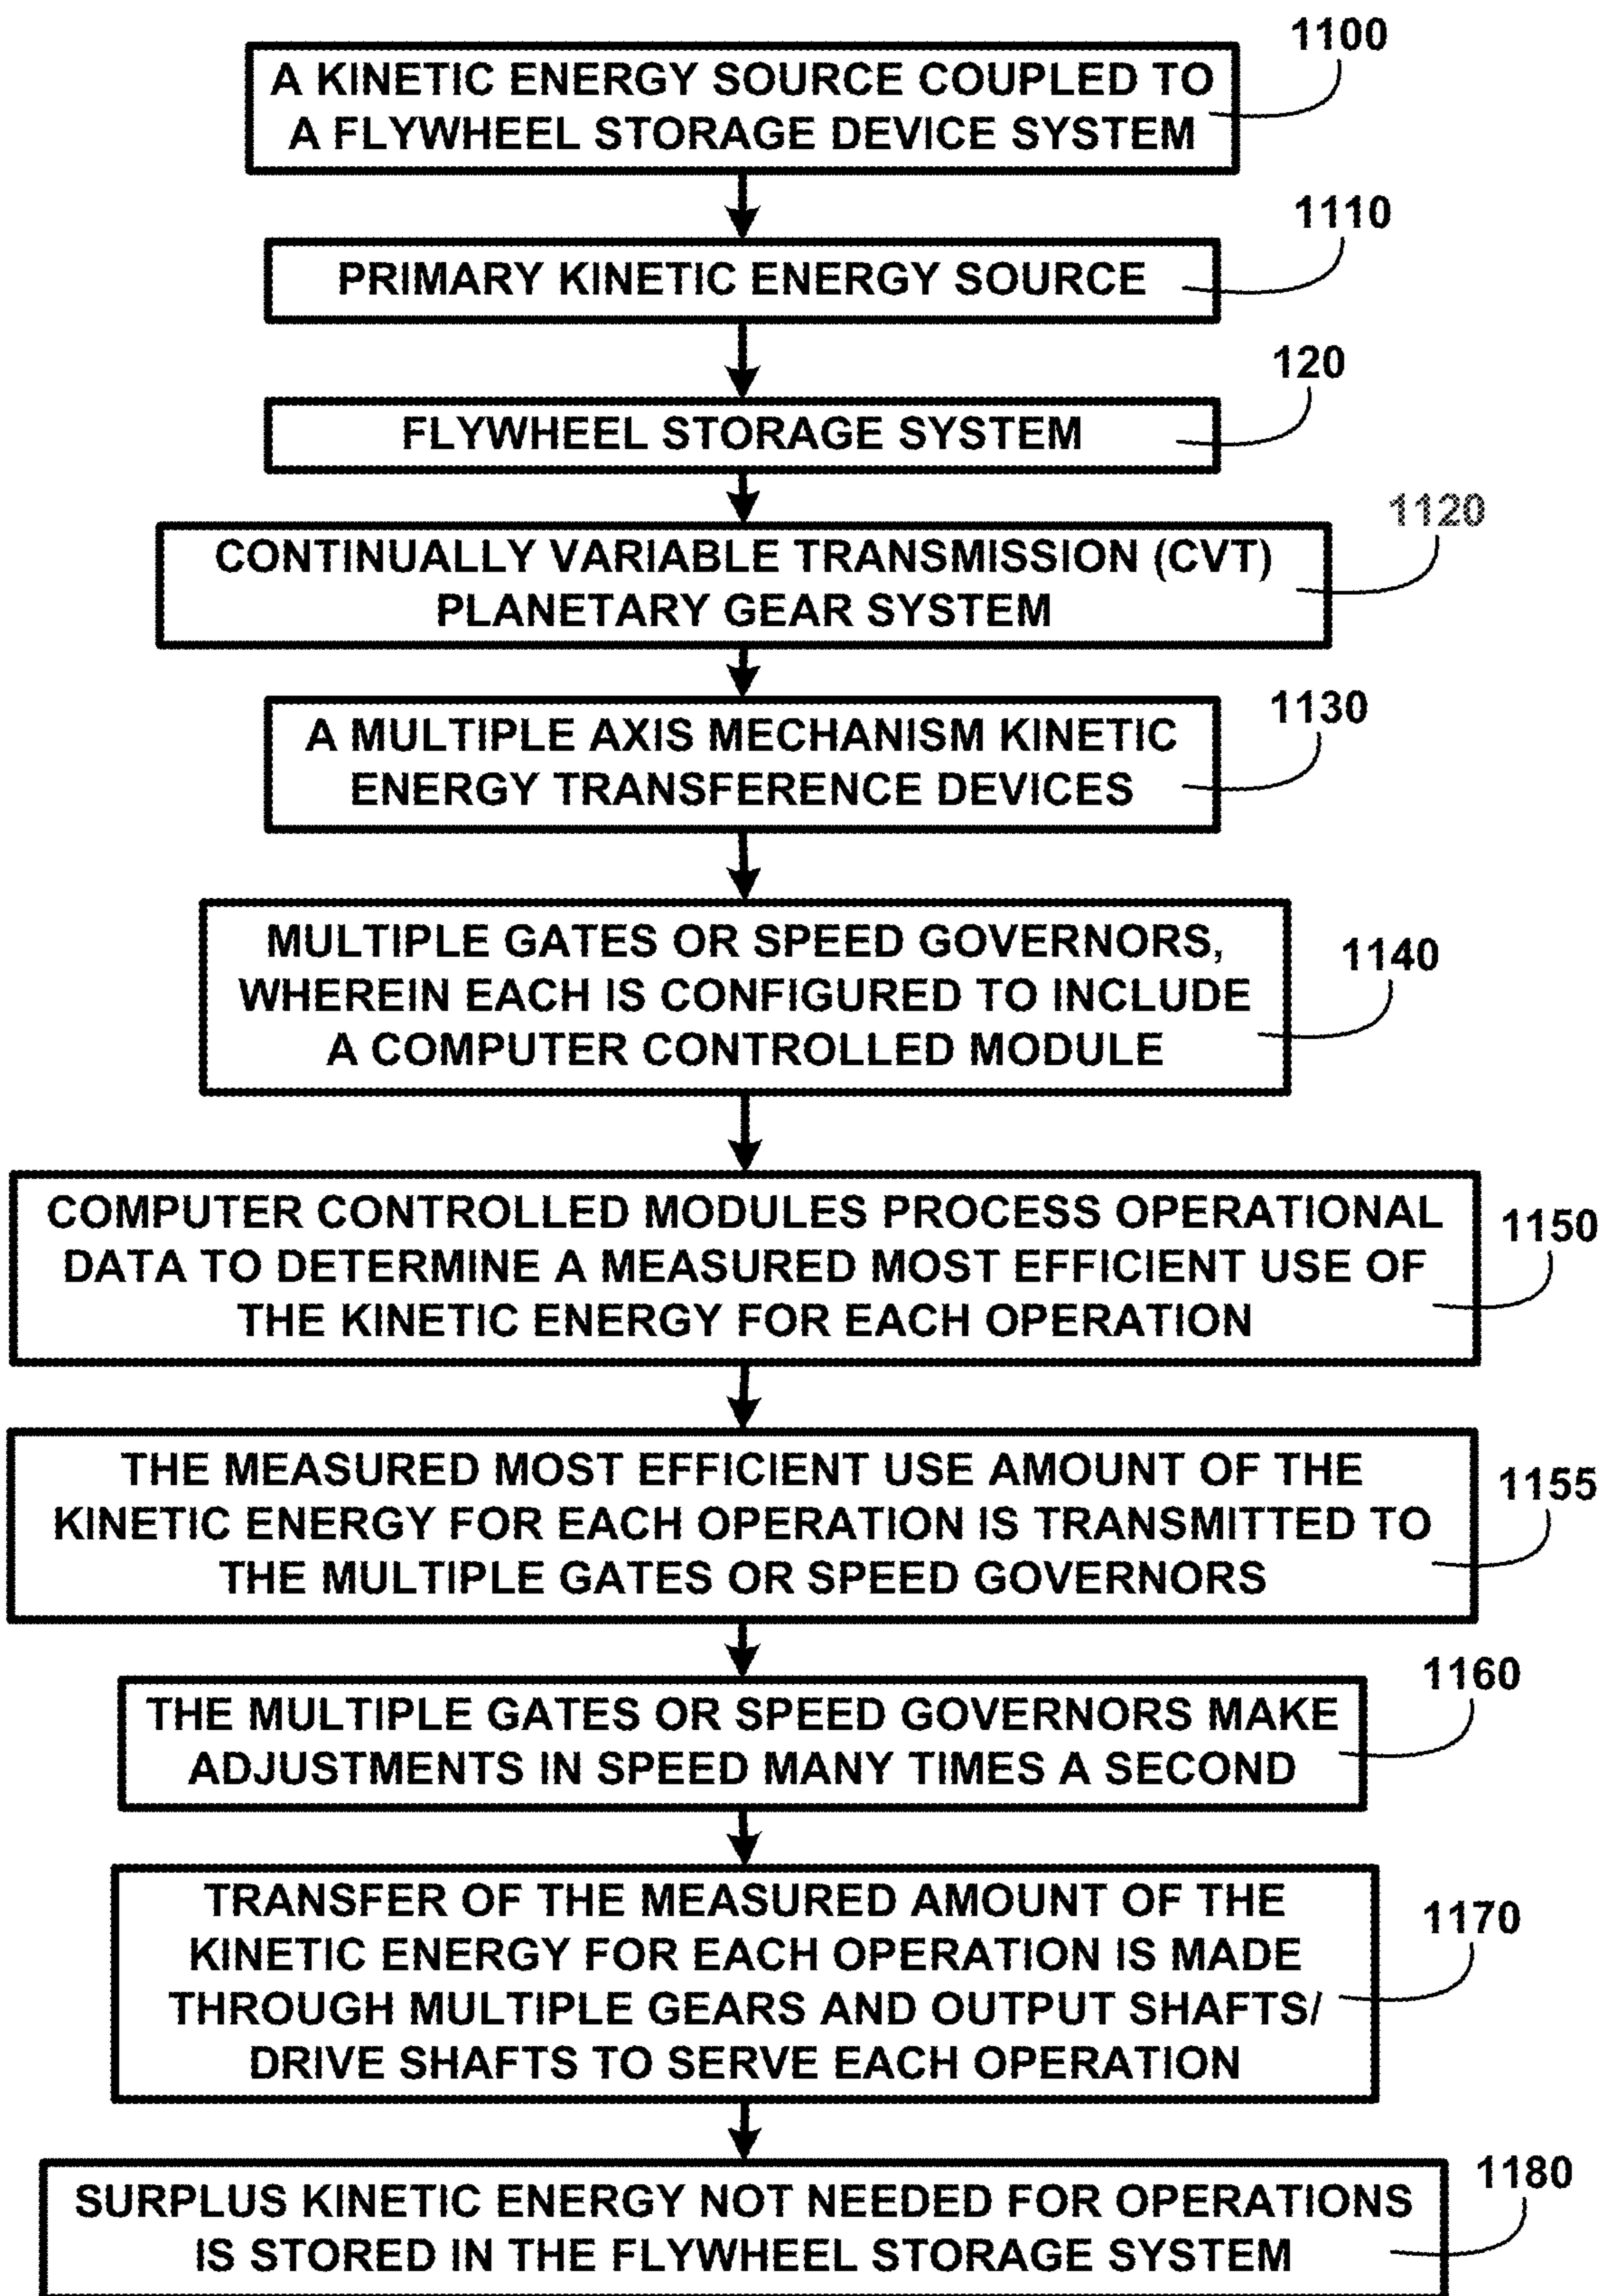 1100
A KINETIC ENERGY SOURCE COUPLED TO
A FLYWHEEL STORAGE DEVICE SYSTEM
1110
PRIMARY KINETIC ENERGY SOURCE
120
FLYWHEEL STORAGE SYSTEM
1120
CONTINUALLY VARIABLE TRANSMISSION (CVT)
PLANETARY GEAR SYSTEM
1130
A MULTIPLE AXIS MECHANISM KINETIC
ENERGY TRANSFERENCE DEVICES
1140
MULTIPLE GATES OR SPEED GOVERNORS,
WHEREIN EACH IS CONFIGURED TO INCLUDE
A COMPUTER CONTROLLED MODULE
1150
COMPUTER CONTROLLED MODULES PROCESS OPERATIONAL
DATA TO DETERMINE A MEASURED MOST EFFICIENT USE OF
THE KINETIC ENERGY FOR EACH OPERATION
1155
THE MEASURED MOST EFFICIENT USE AMOUNT OF THE
KINETIC ENERGY FOR EACH OPERATION IS TRANSMITTED TO
THE MULTIPLE GATES OR SPEED GOVERNORS
1160
THE MULTIPLE GATES OR SPEED GOVERNORS MAKE
ADJUSTMENTS IN SPEED MANY TIMES A SECOND
1170
TRANSFER OF THE MEASURED AMOUNT OF THE
KINETIC ENERGY FOR EACH OPERATION IS MADE
THROUGH MULTIPLE GEARS AND OUTPUT SHAFTS/
DRIVE SHAFTS TO SERVE EACH OPERATION
1180
SURPLUS KINETIC ENERGY NOT NEEDED FOR OPERATIONS
IS STORED IN THE FLYWHEEL STORAGE SYSTEM